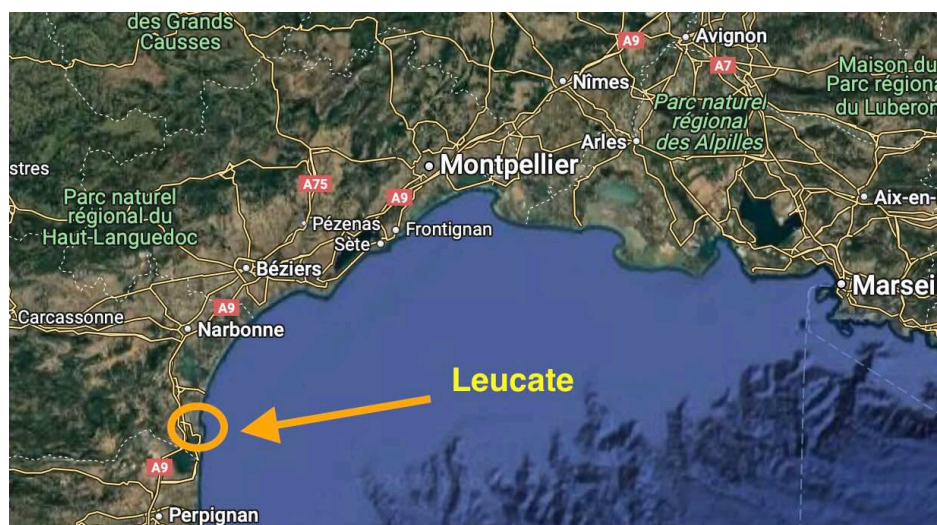 des Grands
Causses
A9
Avignon
A7
Maison du
Parc régiona
du Luberon
Nîmes
Parc naturel
régional
des Alpilles
Arles
Montpellier
stres
A75
A9
Parc naturel
régional du
Haut-Languedoc
Pézenas
Sète
Frontignan
Aix-en-
Béziers
Marsei
A9
Carcassonne
Narbonne
Leucate
A9
Perpignan